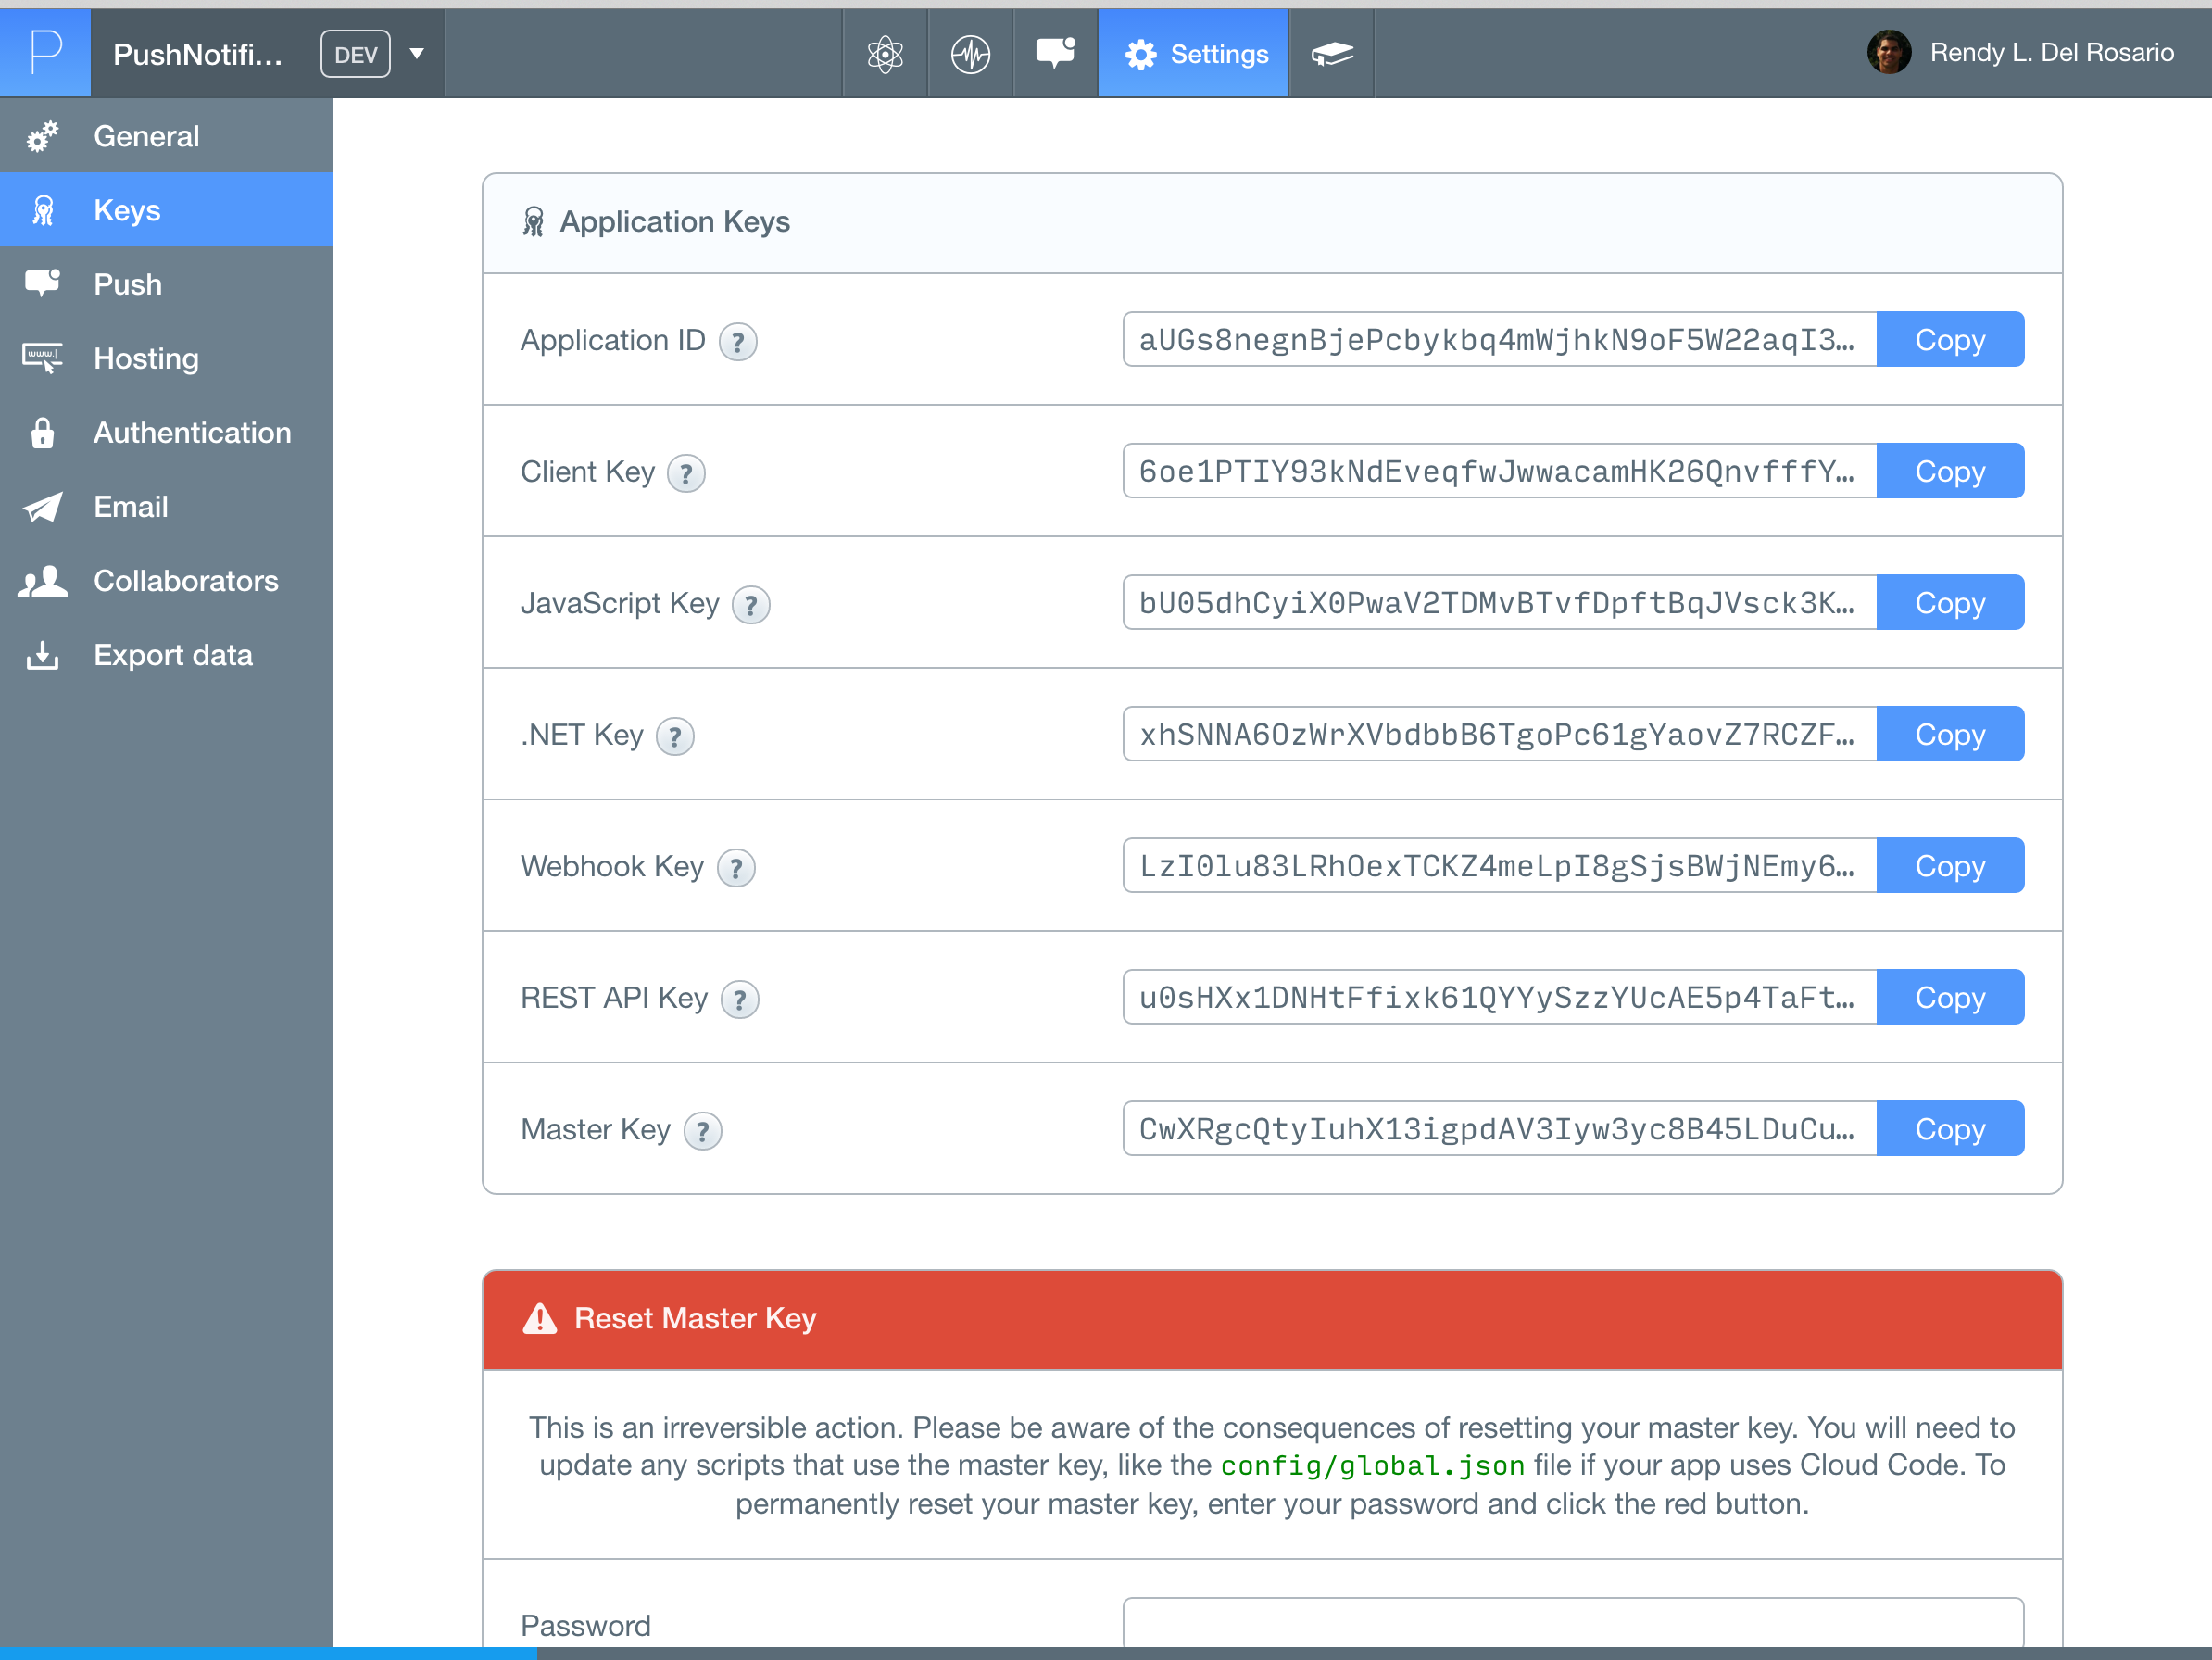 P PushNotifi... DEV Settings Rendy L. Del Rosario
General
Keys
Push
www. Hosting
Authentication
Email
Collaborators
Export data
Application Keys
Application ID ? aUGs8negnBjePcbykbq4mWjhkN9oF5W22aqI3… Copy
Client Key ? 6oe1PTIY93kNdEveqfwJwwacamHK26QnvfffY… Copy
JavaScript Key ? bU05dhCyiX0PwaV2TDMvBTvfDpftBqJVsck3K… Copy
.NET Key ? xhSNNA6OzWrXVbdbbB6TgoPc61gYaovZ7RCZF… Copy
Webhook Key ? LzI0lu83LRhOexTCKZ4meLpI8gSjsBWjNEmy6… Copy
REST API Key ? u0sHXx1DNHtFfixk61QYYySzzYUcAE5p4TaFt… Copy
Master Key ? CwXRgcQtyIuhX13igpdAV3Iyw3yc8B45LDuCu… Copy
Reset Master Key
This is an irreversible action. Please be aware of the consequences of resetting your master key. You will need to
update any scripts that use the master key, like the config/global.json file if your app uses Cloud Code. To
permanently reset your master key, enter your password and click the red button.
Password